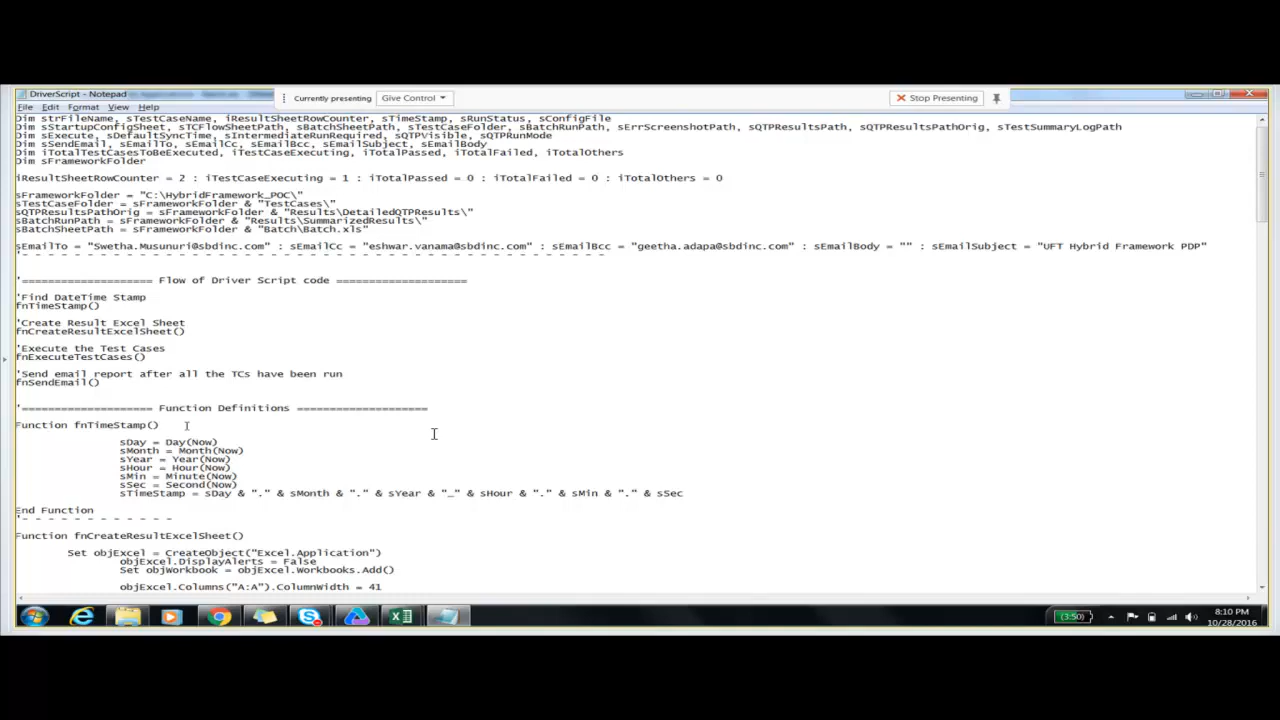 DriverScript - Notepad
Currently presenting
Give Control
Stop Presenting
File Edit Format View Help
Dim strFileName, sTestCaseName, iResultSheetRowCounter, sTimeStamp, sRunStatus, sConfigFile
Dim sStartupConfigSheet, sTCFlowSheetPath, sBatchSheetPath, sTestCaseFolder, sBatchRunPath, sErrScreenshotPath, sQTPResultsPath, sQTPResultsPathOrig, sTestSummaryLogPath
Dim sExecute, sDefaultSyncTime, sIntermediateRunRequired, sQTPVisible, sQTPRunMode
Dim sSendEmail, sEmailTo, sEmailCc, sEmailBcc, sEmailSubject, sEmailBody
Dim iTotalTestCasesToBeExecuted, iTestCaseExecuting, iTotalPassed, iTotalFailed, iTotalOthers
Dim sFrameworkFolder
iResultSheetRowCounter = 2 : iTestCaseExecuting = 1 : iTotalPassed = 0 : iTotalFailed = 0 : iTotalOthers = 0
sFrameworkFolder = "C:\HybridFramework_POC\"
sTestCaseFolder = sFrameworkFolder & "TestCases\"
sQTPResultsPathOrig = sFrameworkFolder & "Results\DetailedQTPResults\"
sBatchRunPath = sFrameworkFolder & "Results\SummarizedResults\"
sBatchSheetPath = sFrameworkFolder & "Batch\Batch.xls"
sEmailTo = "Swetha.Musunuri@sbdinc.com" : sEmailCc = "eshwar.vanama@sbdinc.com" : sEmailBcc = "geetha.adapa@sbdinc.com" : sEmailBody = "" : sEmailSubject = "UFT Hybrid Framework PDP"
'- - - - - - - - - - - - - - - - - - - - - - - - - - - - - - - - - - - - - - - - - - - - -
'==================== Flow of Driver Script code ====================
'Find DateTime Stamp
fnTimeStamp()
'Create Result Excel Sheet
fnCreateResultExcelSheet()
'Execute the Test Cases
fnExecuteTestCases()
'Send email report after all the TCs have been run
fnSendEmail()
'==================== Function Definitions ====================
Function fnTimeStamp()
sDay = Day(Now)
sMonth = Month(Now)
sYear = Year(Now)
sHour = Hour(Now)
sMin = Minute(Now)
sSec = Second(Now)
sTimeStamp = sDay & "." & sMonth & "." & sYear & "_" & sHour & "." & sMin & "." & sSec
End Function
'- - - - - - - - - - - -
Function fnCreateResultExcelSheet()
Set objExcel = CreateObject("Excel.Application")
objExcel.DisplayAlerts = False
Set objWorkbook = objExcel.Workbooks.Add()
objExcel.Columns("A:A").ColumnWidth = 41
(3:50)
8:10 PM
10/28/2016